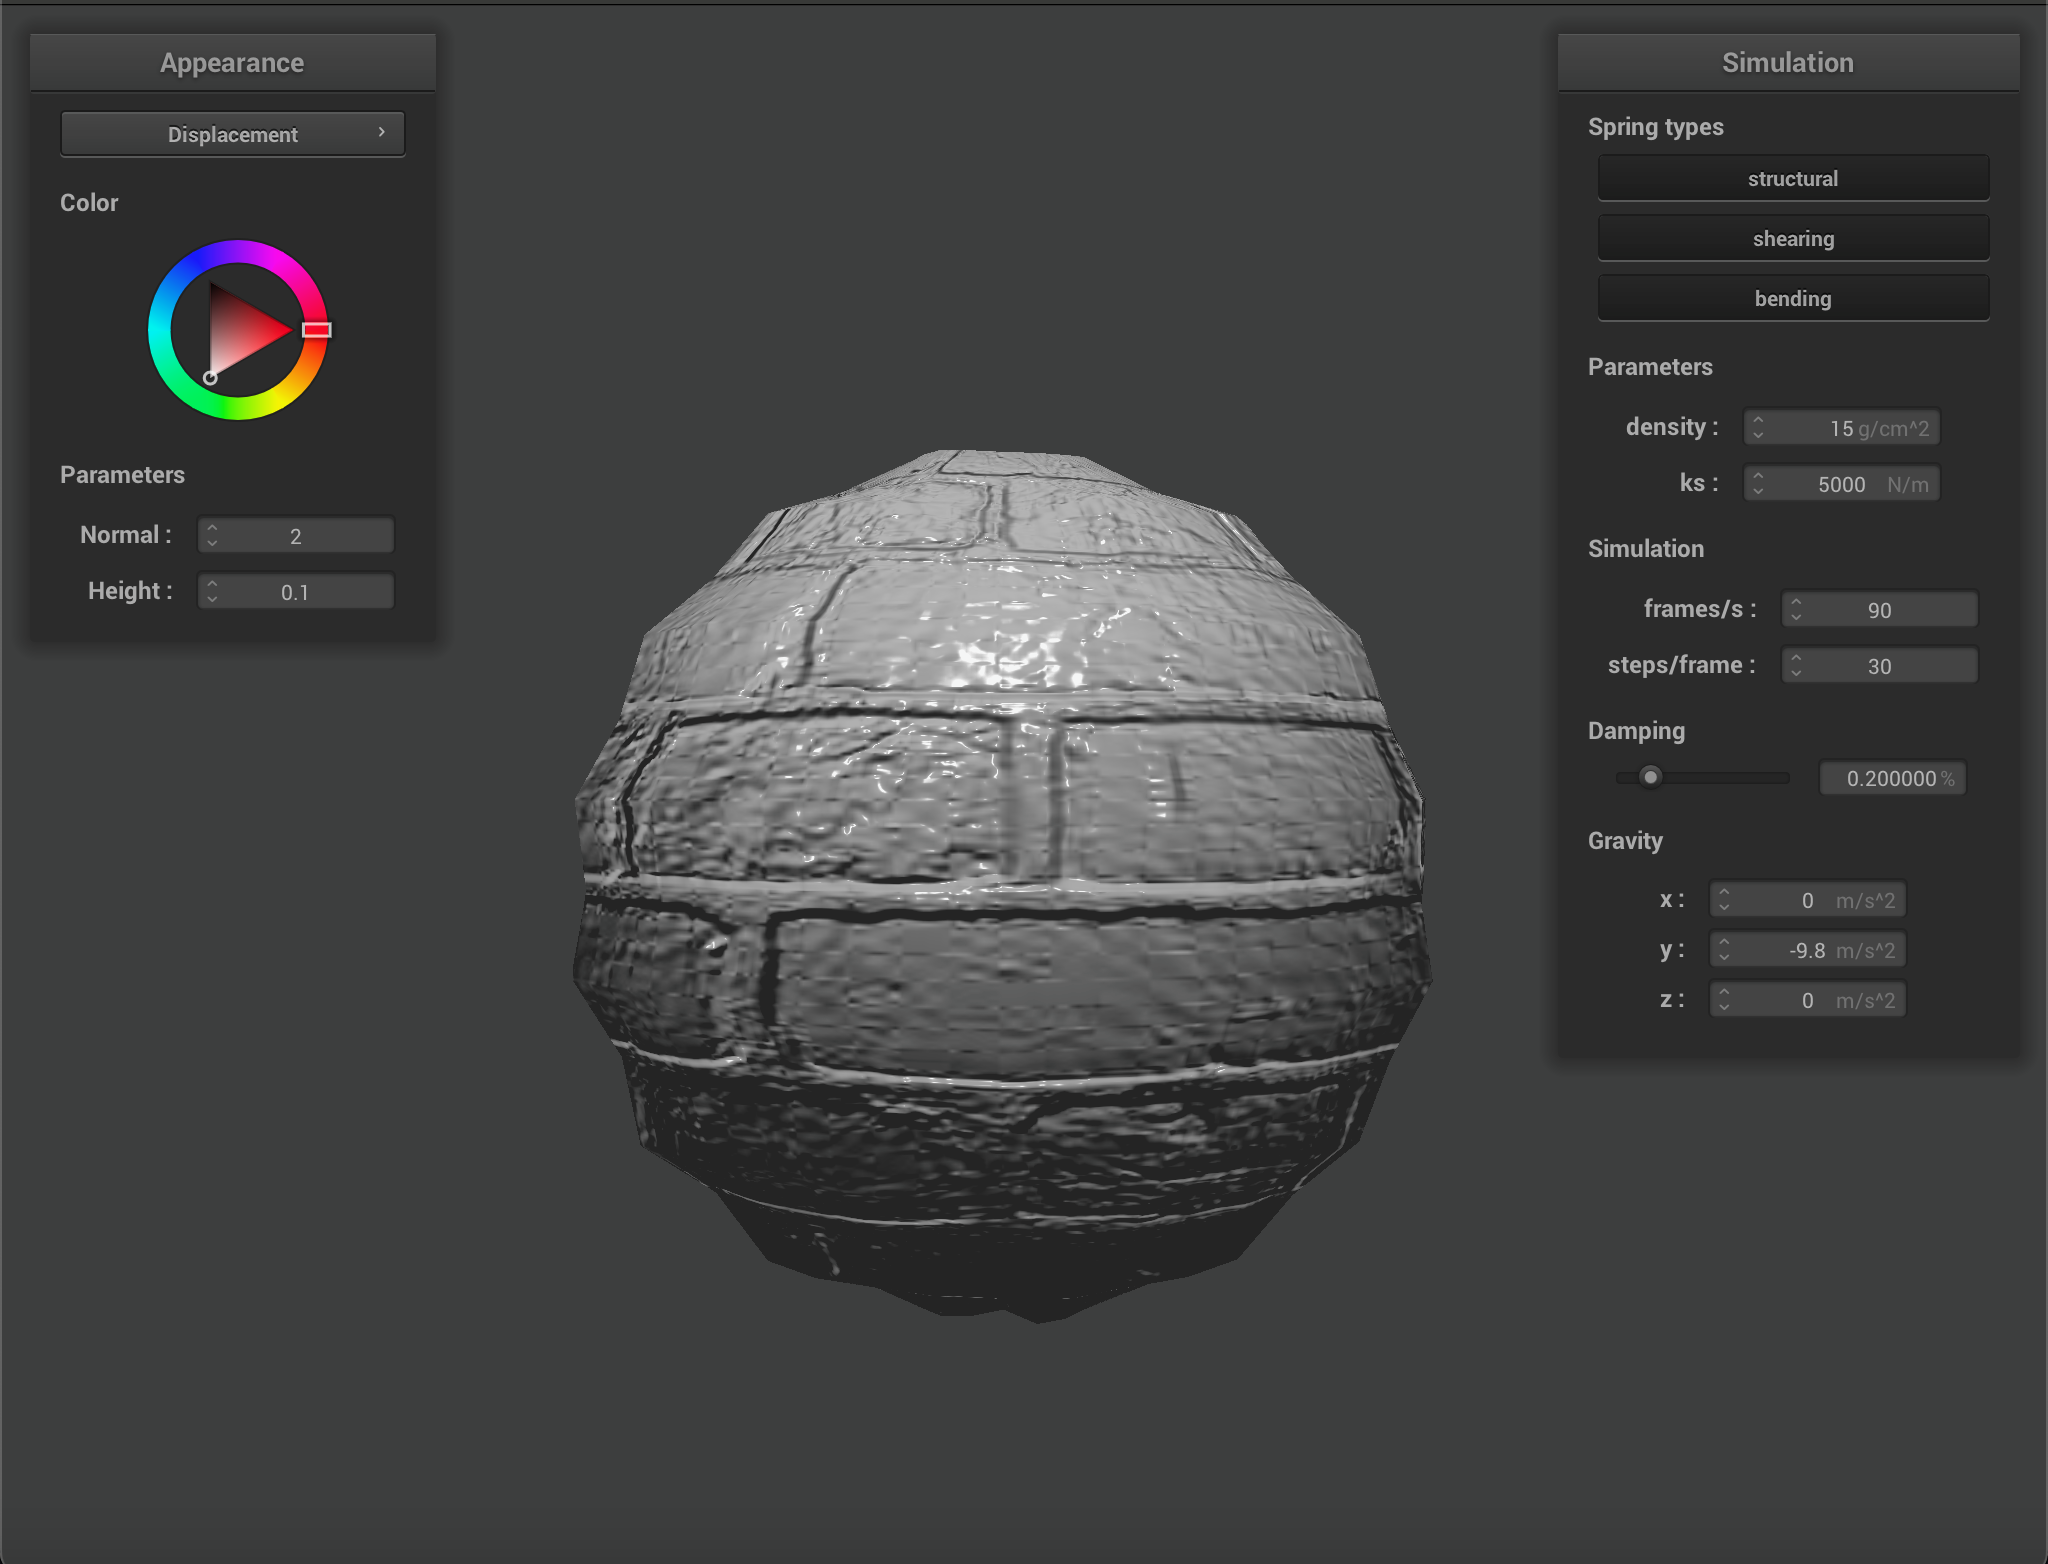 Appearance
Displacement
Color
Parameters
Normal : 2
Height : 0.1
Simulation
Spring types
structural
shearing
bending
Parameters
density : 15 g/cm^2
ks : 5000 N/m
Simulation
frames/s : 90
steps/frame : 30
Damping
0.200000 %
Gravity
x : 0 m/s^2
y : -9.8 m/s^2
z : 0 m/s^2